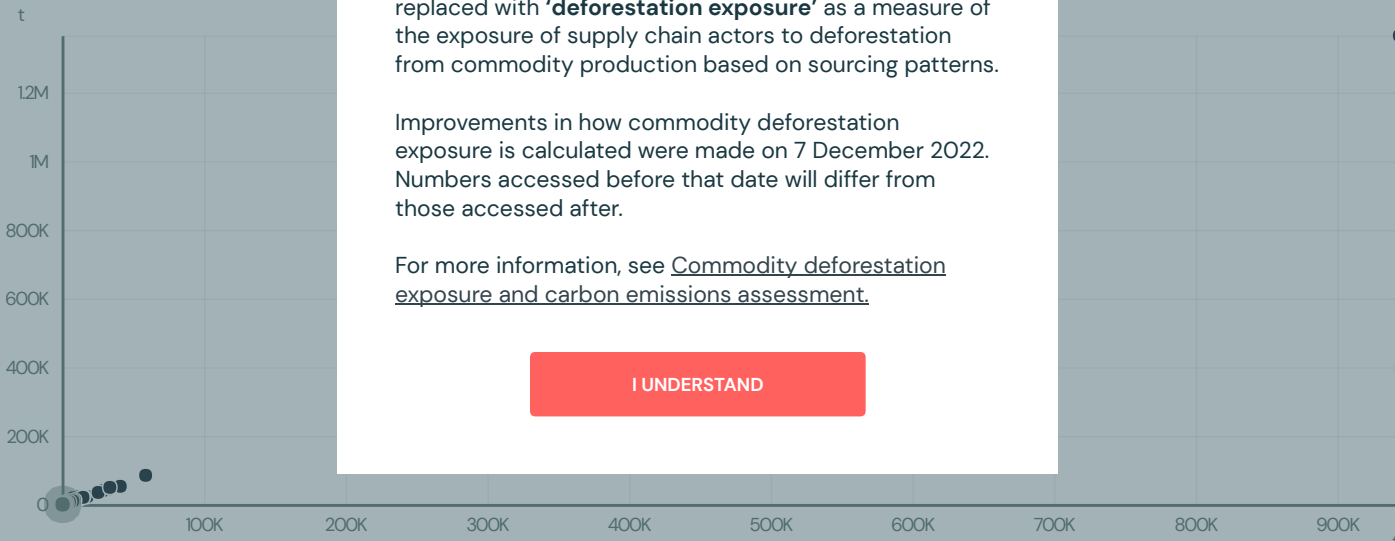 t
1.2M
1M
800K
600K
400K
200K
0
100K
200K
300K
400K
500K
600K
700K
800K
900K
replaced with ‘deforestation exposure’ as a measure of
the exposure of supply chain actors to deforestation
from commodity production based on sourcing patterns.
Improvements in how commodity deforestation
exposure is calculated were made on 7 December 2022.
Numbers accessed before that date will differ from
those accessed after.
For more information, see Commodity deforestation
exposure and carbon emissions assessment.
I UNDERSTAND